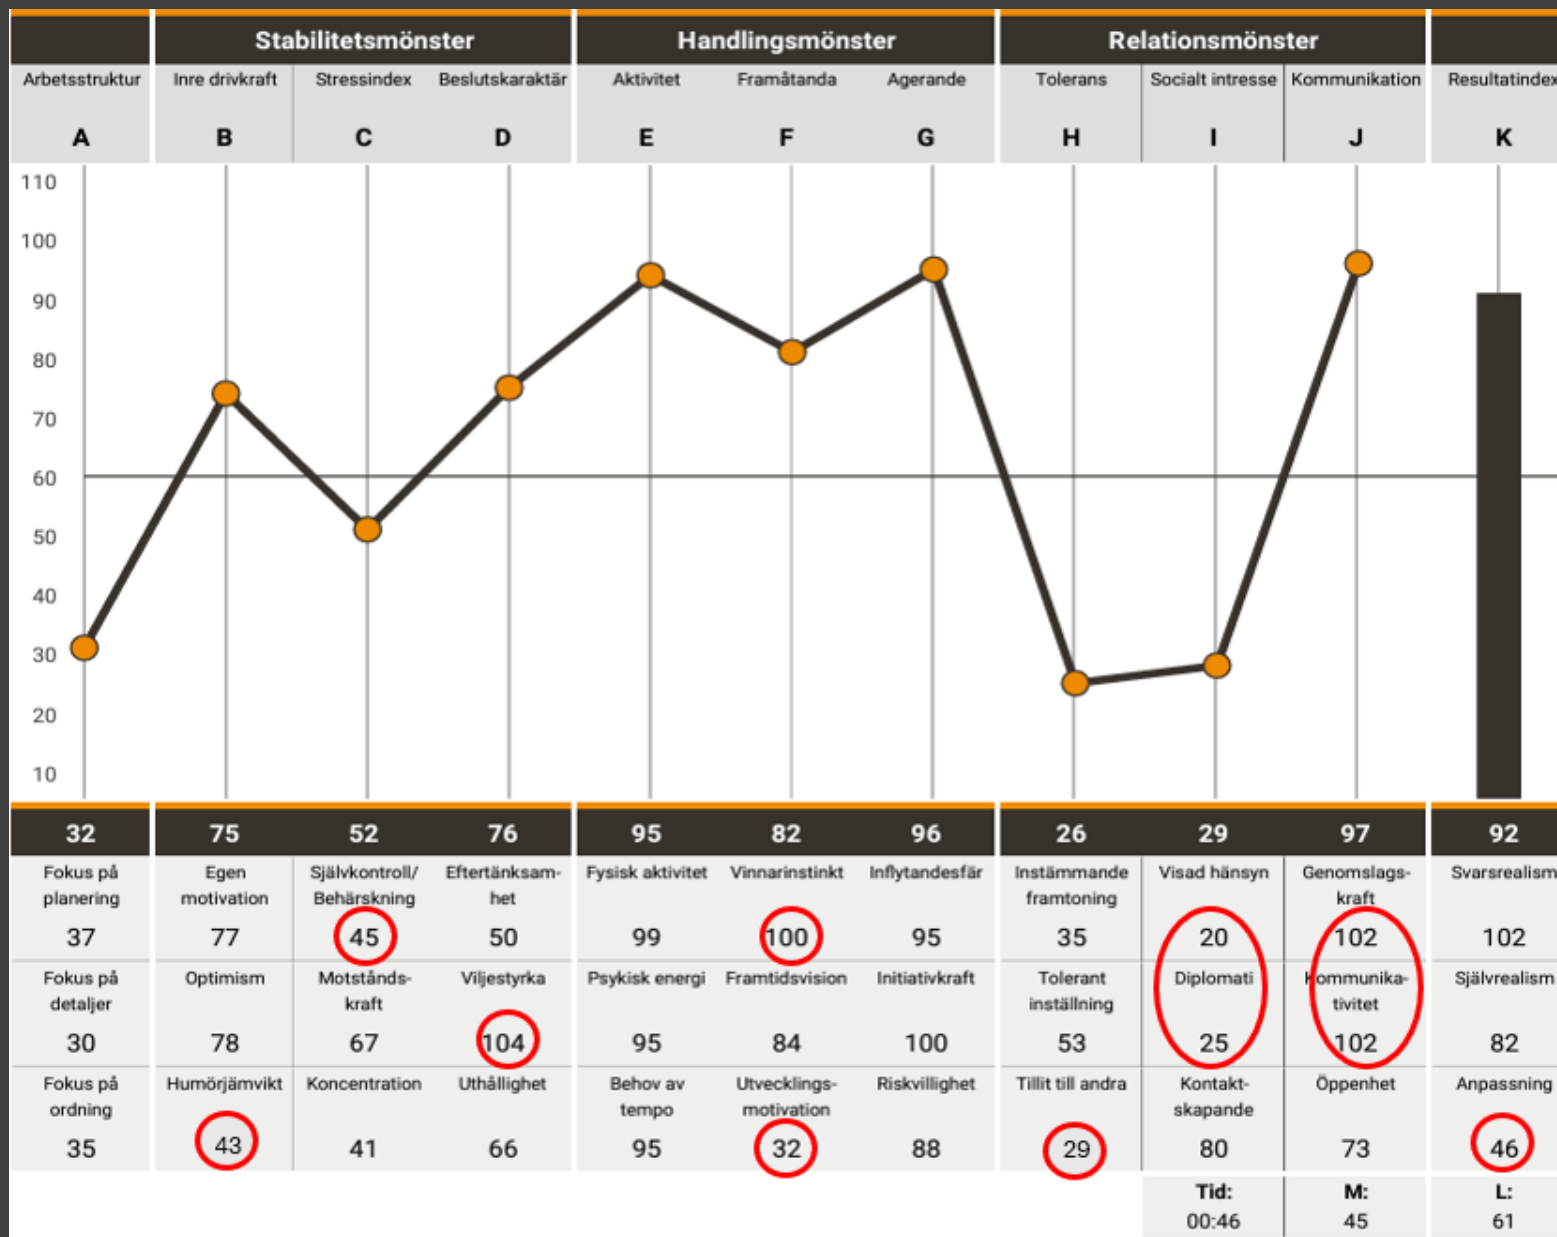 Stabilitetsmönster Handlingsmönster Relationsmönster
Arbetsstruktur Inre drivkraft Stressindex Beslutskaraktär Aktivitet Framåtanda Agerande Tolerans Socialt intresse Kommunikation Resultatindex
A B C D E F G H I J K
110
100
90
80
70
60
50
40
30
20
10
32 75 52 76 95 82 96 26 29 97 92
Fokus på Egen Självkontroll/ Eftertänksam- Fysisk aktivitet Vinnarinstinkt Inflytandesfär Instämmande Visad hänsyn Genomslags- Svarsrealism
planering motivation Behärskning het framtoning kraft
37 77 45 50 99 100 95 35 20 102 102
Fokus på Optimism Motstånds- Viljestyrka Psykisk energi Framtidsvision Initiativkraft Tolerant Diplomati Kommunika- Självrealism
detaljer kraft inställning tivitet
30 78 67 104 95 84 100 53 25 102 82
Fokus på Humörjämvikt Koncentration Uthållighet Behov av Utvecklings- Riskvillighet Tillit till andra Kontakt- Öppenhet Anpassning
ordning tempo motivation skapande
35 43 41 66 95 32 88 29 80 73 46
Tid: M: L:
00:46 45 61